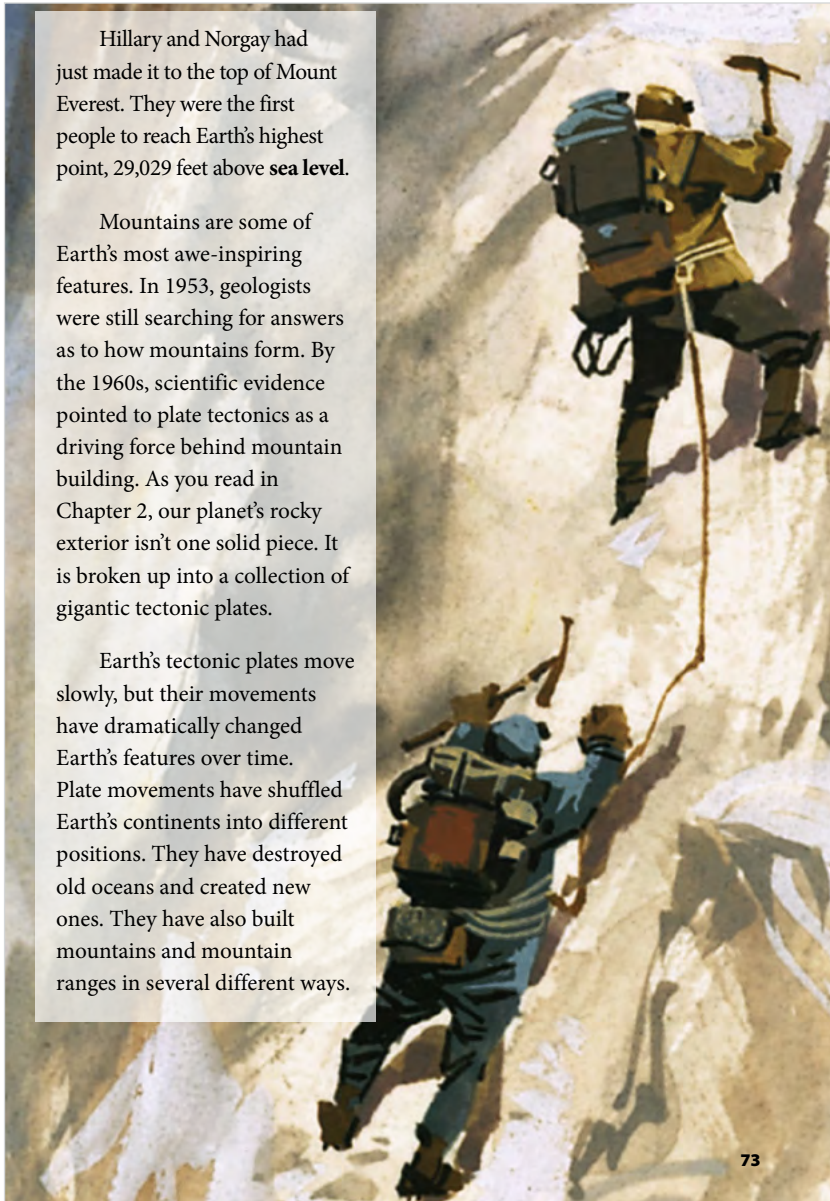 Hillary and Norgay had
just made it to the top of Mount
Everest. They were the first
people to reach Earth’s highest
point, 29,029 feet above sea level.
Mountains are some of
Earth’s most awe-inspiring
features. In 1953, geologists
were still searching for answers
as to how mountains form. By
the 1960s, scientific evidence
pointed to plate tectonics as a
driving force behind mountain
building. As you read in
Chapter 2, our planet’s rocky
exterior isn’t one solid piece. It
is broken up into a collection of
gigantic tectonic plates.
Earth’s tectonic plates move
slowly, but their movements
have dramatically changed
Earth’s features over time.
Plate movements have shuffled
Earth’s continents into different
positions. They have destroyed
old oceans and created new
ones. They have also built
mountains and mountain
ranges in several different ways.
73